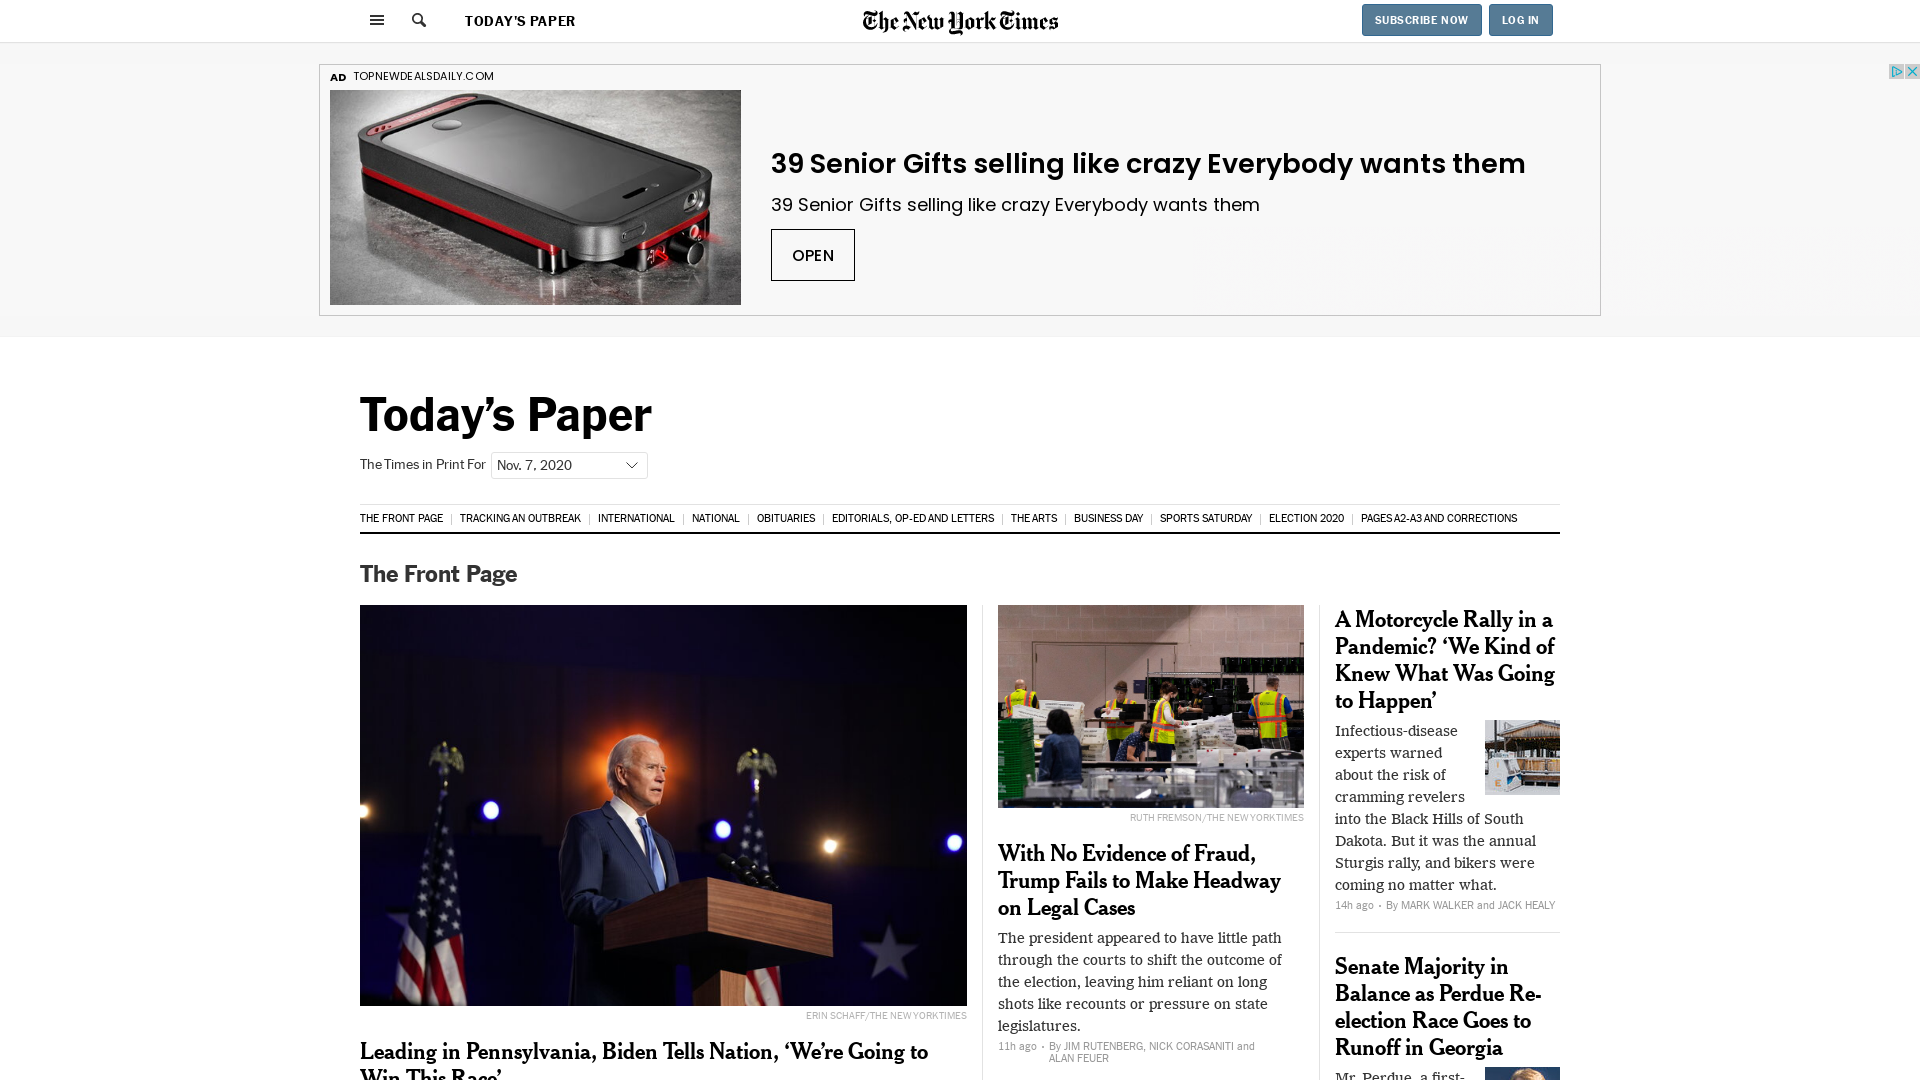 TODAY'S PAPER
The New York Times
SUBSCRIBE NOW
LOG IN
AD TOPNEWDEALSDAILY.COM
39 Senior Gifts selling like crazy Everybody wants them
39 Senior Gifts selling like crazy Everybody wants them
OPEN
Today’s Paper
The Times in Print For Nov. 7, 2020
THE FRONT PAGE | TRACKING AN OUTBREAK | INTERNATIONAL | NATIONAL | OBITUARIES | EDITORIALS, OP-ED AND LETTERS | THE ARTS | BUSINESS DAY | SPORTS SATURDAY | ELECTION 2020 | PAGES A2-A3 AND CORRECTIONS
The Front Page
ERIN SCHAFF/THE NEW YORK TIMES
Leading in Pennsylvania, Biden Tells Nation, ‘We’re Going to
Win This Race’
RUTH FREMSON/THE NEW YORK TIMES
With No Evidence of Fraud,
Trump Fails to Make Headway
on Legal Cases
The president appeared to have little path
through the courts to shift the outcome of
the election, leaving him reliant on long
shots like recounts or pressure on state
legislatures.
11h ago • By JIM RUTENBERG, NICK CORASANITI and
ALAN FEUER
A Motorcycle Rally in a
Pandemic? ‘We Kind of
Knew What Was Going
to Happen’
Infectious-disease
experts warned
about the risk of
cramming revelers
into the Black Hills of South
Dakota. But it was the annual
Sturgis rally, and bikers were
coming no matter what.
14h ago • By MARK WALKER and JACK HEALY
Senate Majority in
Balance as Perdue Re-
election Race Goes to
Runoff in Georgia
Mr. Perdue, a first-